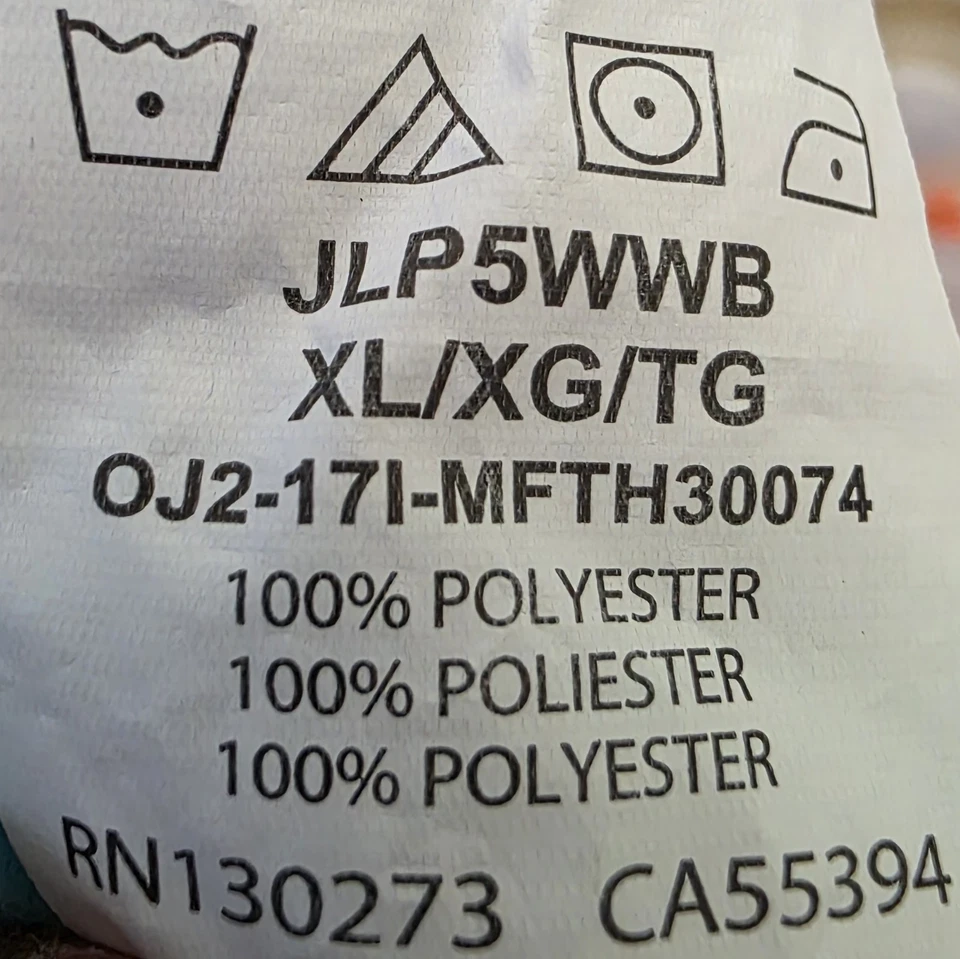 JLP5WWB
XL/XG/TG
OJ2-17I-MFTH30074
100% POLYESTER
100% POLIESTER
100% POLYESTER
RN130273 CA55394